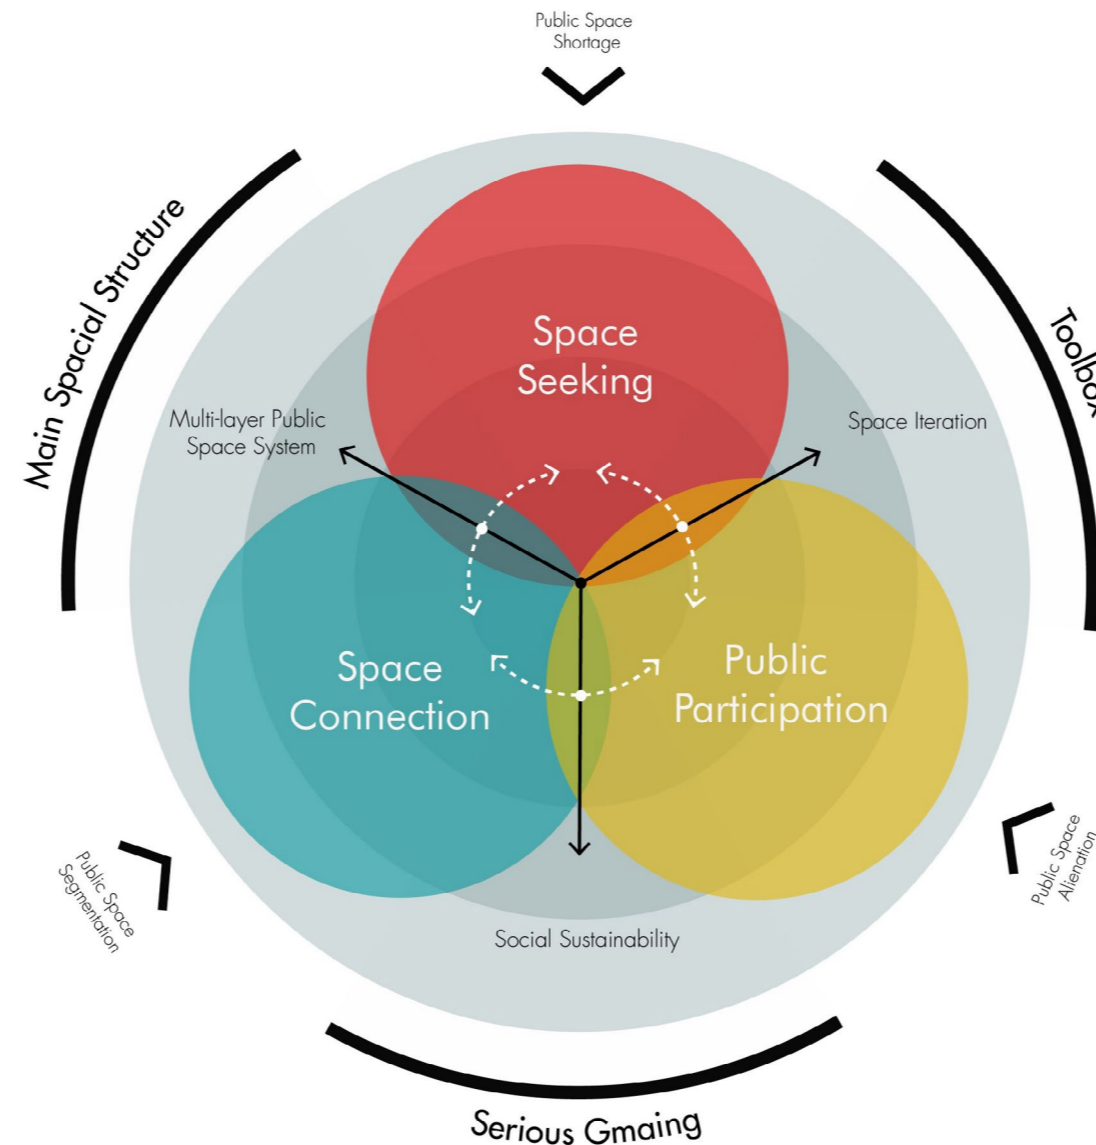 Public Space
Shortage
Main Spacial Structure
Toolbox
Space
Seeking
Multi-layer Public
Space System
Space Iteration
Space
Connection
Public
Participation
Public Space
Segmentation
Public Space
Alienation
Social Sustainability
Serious Gmaing